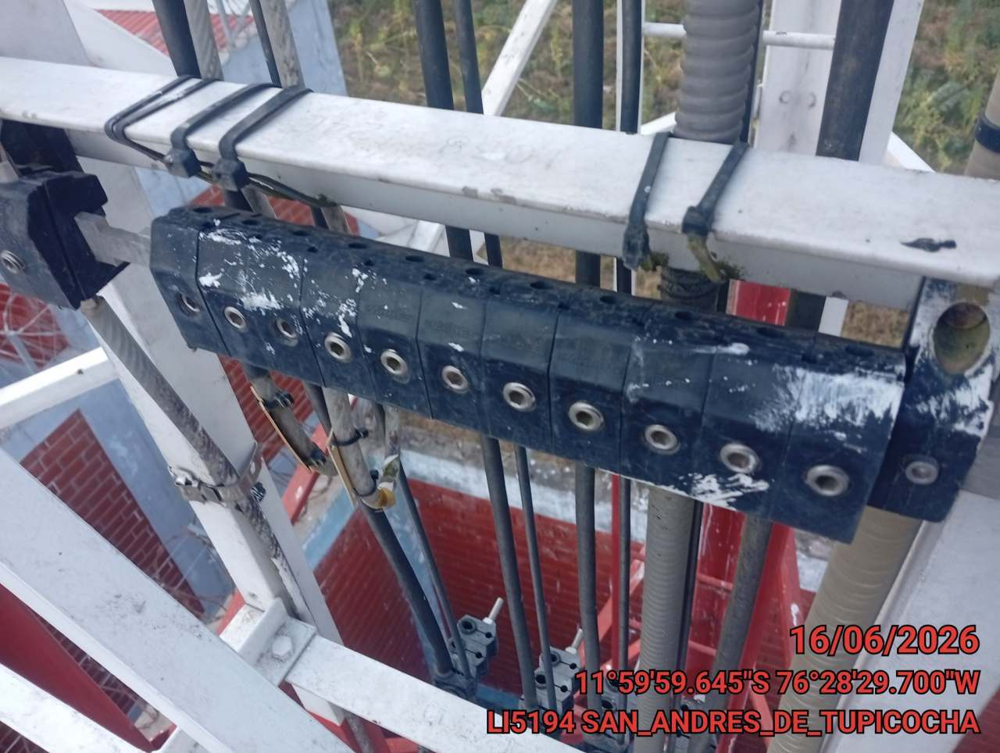 16/06/2026
11°59'59.645"S 76°28'29.700"W
LI5194 SAN_ANDRES_DE_TUPICOCHA